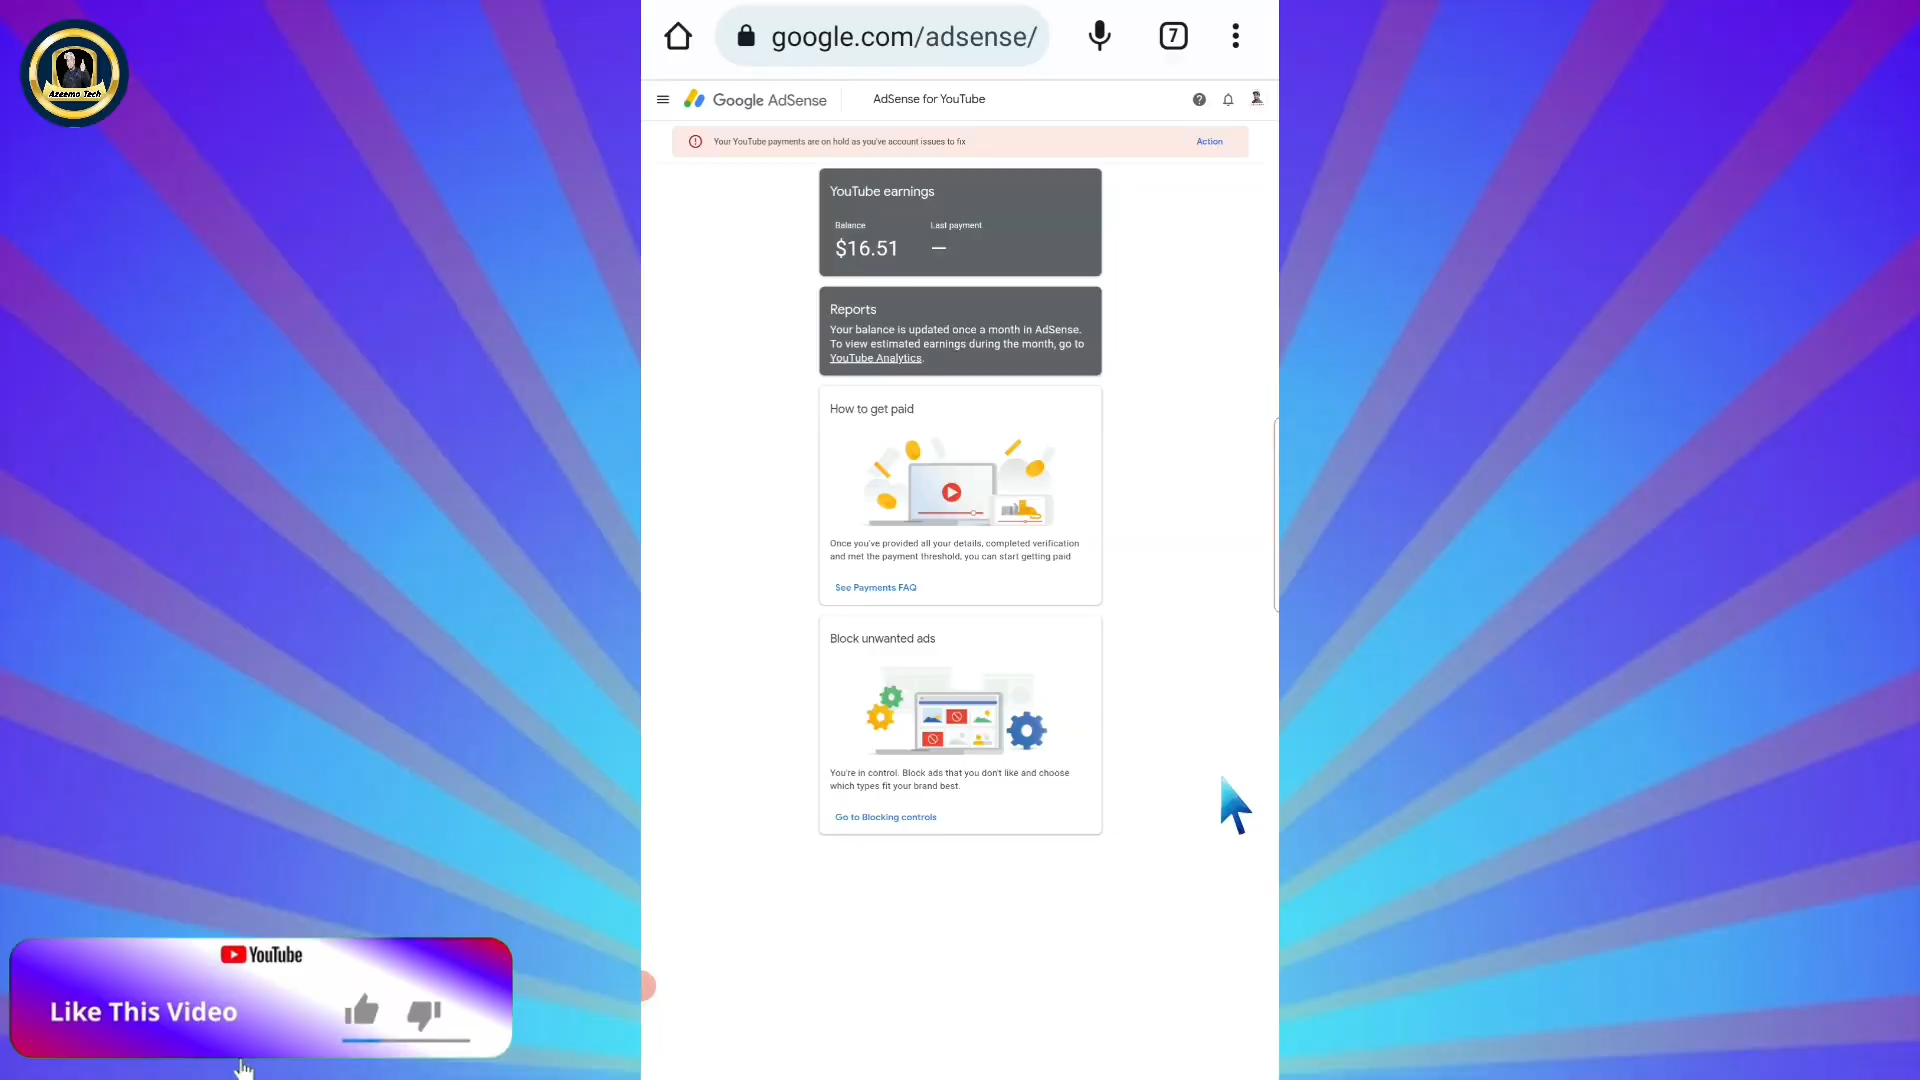 Azeemo Tech
google.com/adsense/
7
Google AdSense
AdSense for YouTube
Your YouTube payments are on hold as you've account issues to fix
Action
YouTube earnings
Balance
Last payment
$16.51
—
Reports
Your balance is updated once a month in AdSense.
To view estimated earnings during the month, go to
YouTube Analytics.
How to get paid
Once you've provided all your details, completed verification
and met the payment threshold, you can start getting paid
See Payments FAQ
Block unwanted ads
You're in control. Block ads that you don't like and choose
which types fit your brand best.
Go to Blocking controls
YouTube
Like This Video